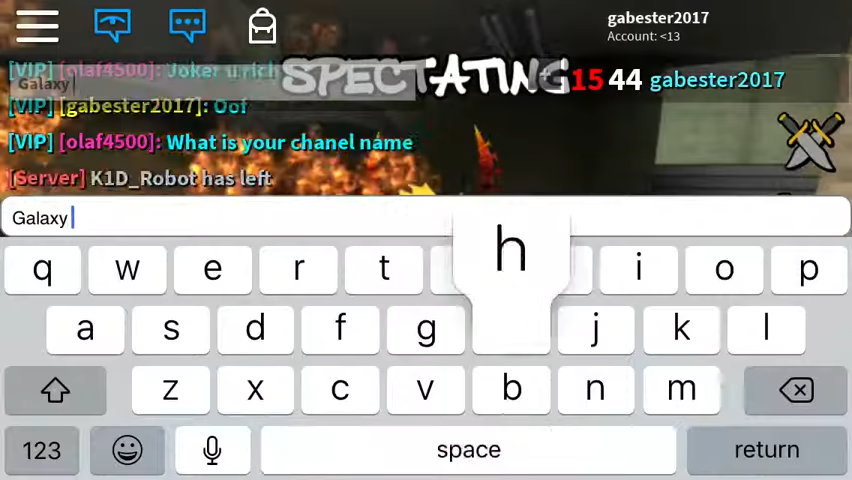 gabester2017
Account: <13
[VIP] [olaf4500]: Joker u rich
Galaxy
SPECTATING 15 44 gabester2017
[VIP] [gabester2017]: Oof
[VIP] [olaf4500]: What is your chanel name
[Server] K1D_Robot has left
Galaxy
h
q w e r t i o p
a s d f g j k l
z x c v b n m
123 space return